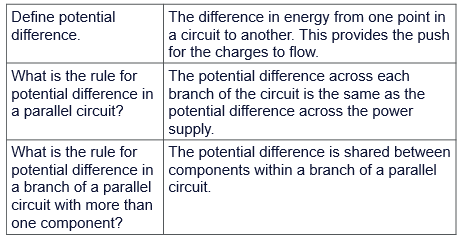 Define potential
difference.
The difference in energy from one point in
a circuit to another. This provides the push
for the charges to flow.
What is the rule for
potential difference in
a parallel circuit?
The potential difference across each
branch of the circuit is the same as the
potential difference across the power
supply.
What is the rule for
potential difference in
a branch of a parallel
circuit with more than
one component?
The potential difference is shared between
components within a branch of a parallel
circuit.